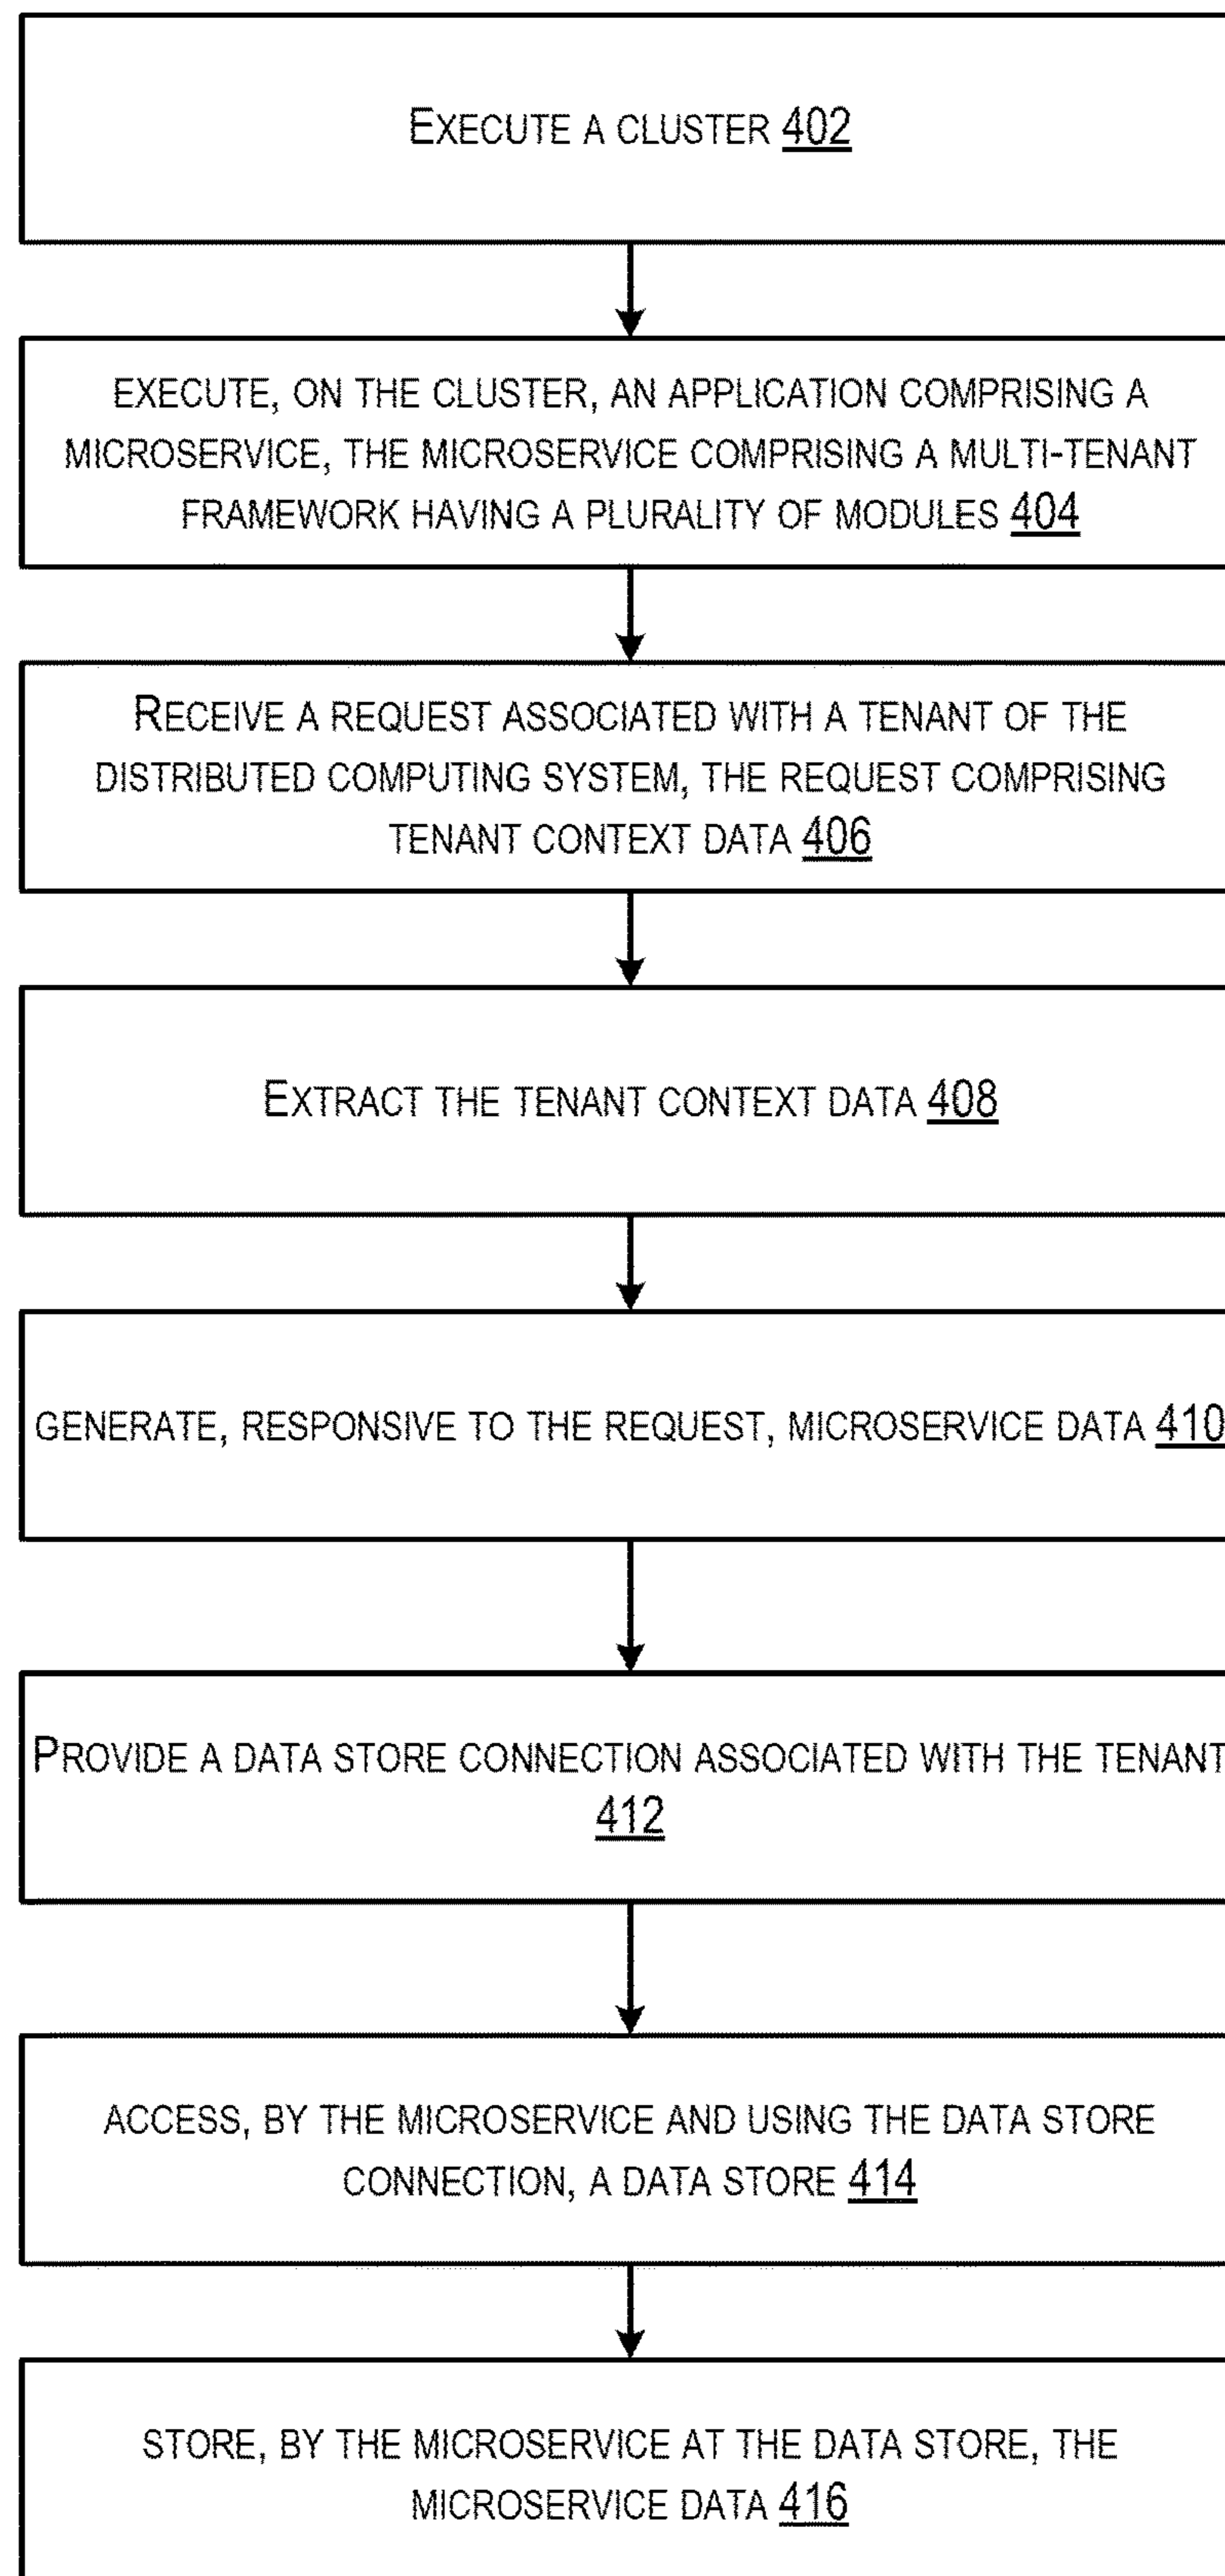 EXECUTE A CLUSTER 402
EXECUTE, ON THE CLUSTER, AN APPLICATION COMPRISING A
MICROSERVICE, THE MICROSERVICE COMPRISING A MULTI-TENANT
FRAMEWORK HAVING A PLURALITY OF MODULES 404
RECEIVE A REQUEST ASSOCIATED WITH A TENANT OF THE
DISTRIBUTED COMPUTING SYSTEM, THE REQUEST COMPRISING
TENANT CONTEXT DATA 406
EXTRACT THE TENANT CONTEXT DATA 408
GENERATE, RESPONSIVE TO THE REQUEST, MICROSERVICE DATA 410
PROVIDE A DATA STORE CONNECTION ASSOCIATED WITH THE TENANT
412
ACCESS, BY THE MICROSERVICE AND USING THE DATA STORE
CONNECTION, A DATA STORE 414
STORE, BY THE MICROSERVICE AT THE DATA STORE, THE
MICROSERVICE DATA 416